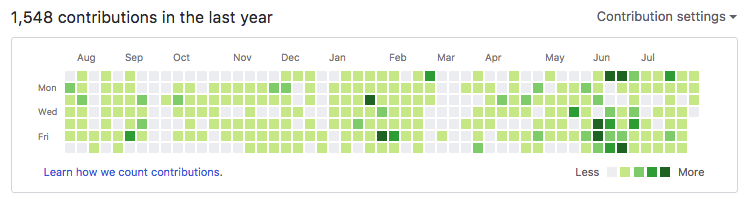 1,548 contributions in the last year
Contribution settings
Aug Sep Oct Nov Dec Jan Feb Mar Apr May Jun Jul
Mon
Wed
Fri
Learn how we count contributions.
Less More